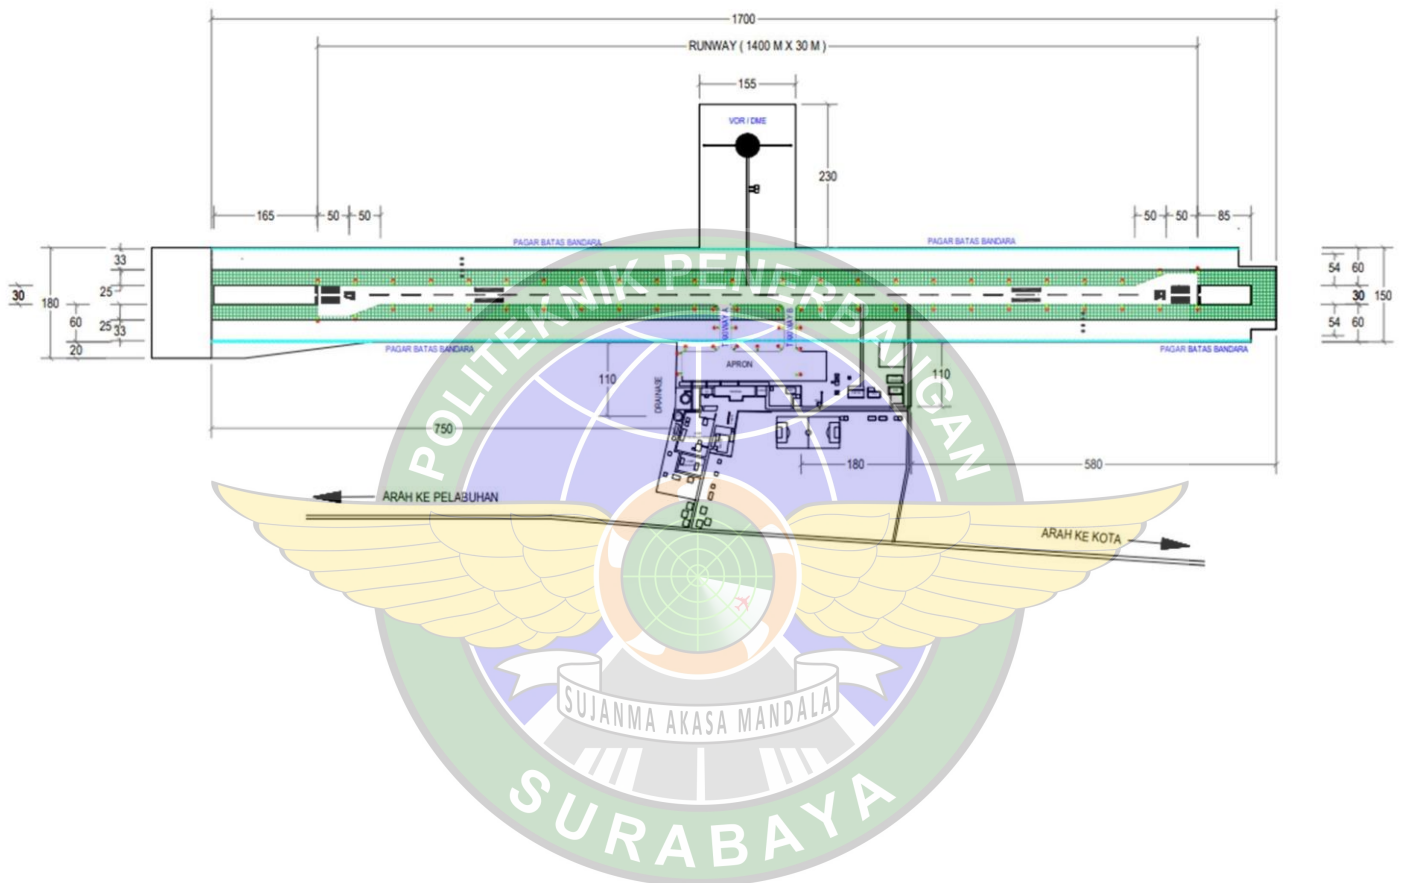 1700
RUNWAY ( 1400 M X 30 M )
155
VOR / DME
230
165
50
50
50
50
85
PAGAR BATAS BANDARA
PAGAR BATAS BANDARA
33
25
30
180
60
25
33
20
54
60
30
150
54
60
TAXIWAY A
TAXIWAY B
PAGAR BATAS BANDARA
PAGAR BATAS BANDARA
APRON
110
DRAINASE
110
750
180
580
ARAH KE PELABUHAN
ARAH KE KOTA
POLITEKNIK PENERBANGAN
SUJANMA AKASA MANDALA
SURABAYA